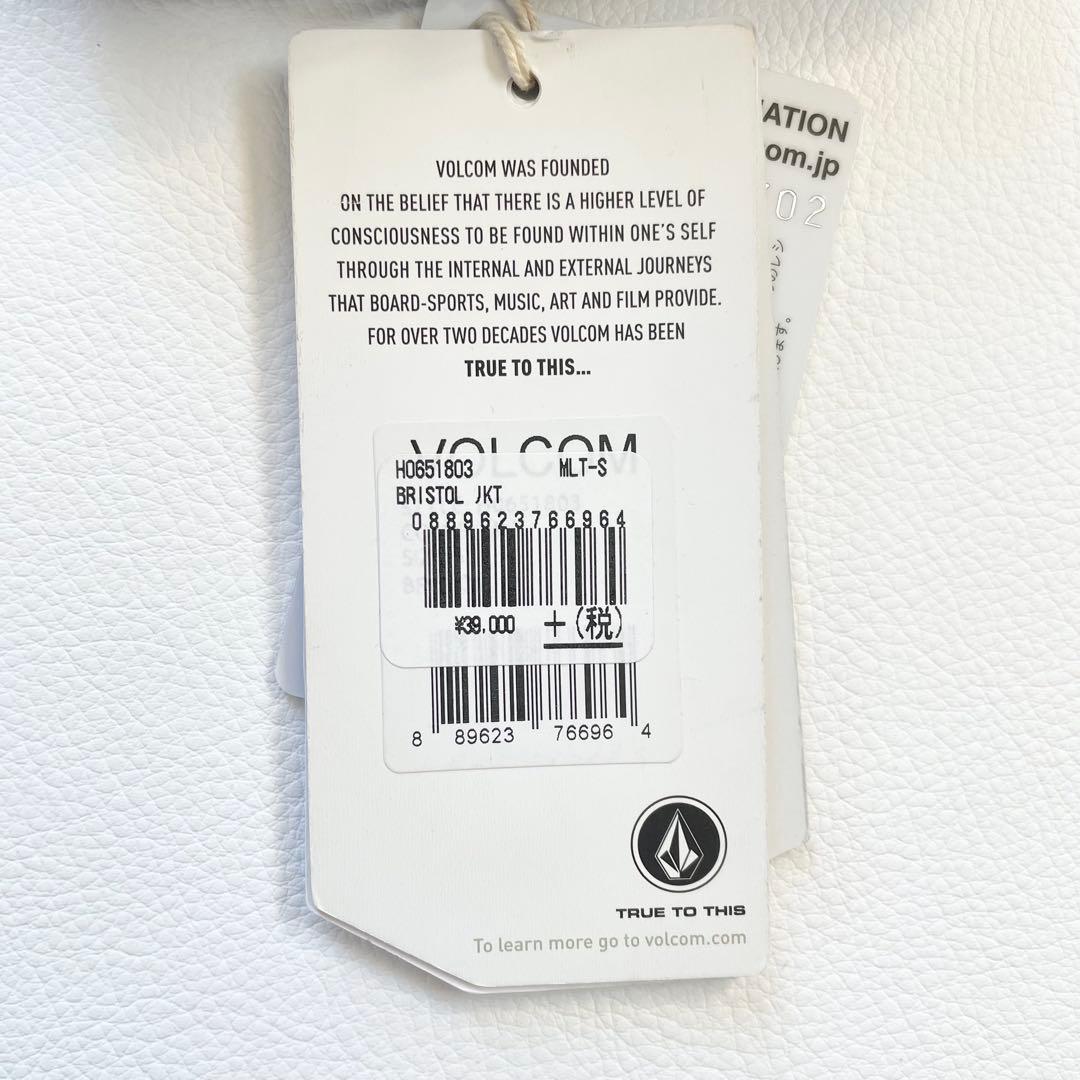 VOLCOM WAS FOUNDED
ON THE BELIEF THAT THERE IS A HIGHER LEVEL OF
CONSCIOUSNESS TO BE FOUND WITHIN ONE'S SELF
THROUGH THE INTERNAL AND EXTERNAL JOURNEYS
THAT BOARD-SPORTS, MUSIC, ART AND FILM PROVIDE.
FOR OVER TWO DECADES VOLCOM HAS BEEN
TRUE TO THIS...
VOLCOM
H0651803 MLT-S
BRISTOL JKT
0889623766964
¥39,000 +(税)
8 89623 76696 4
TRUE TO THIS
To learn more go to volcom.com
ATION
om.jp
02
ます。